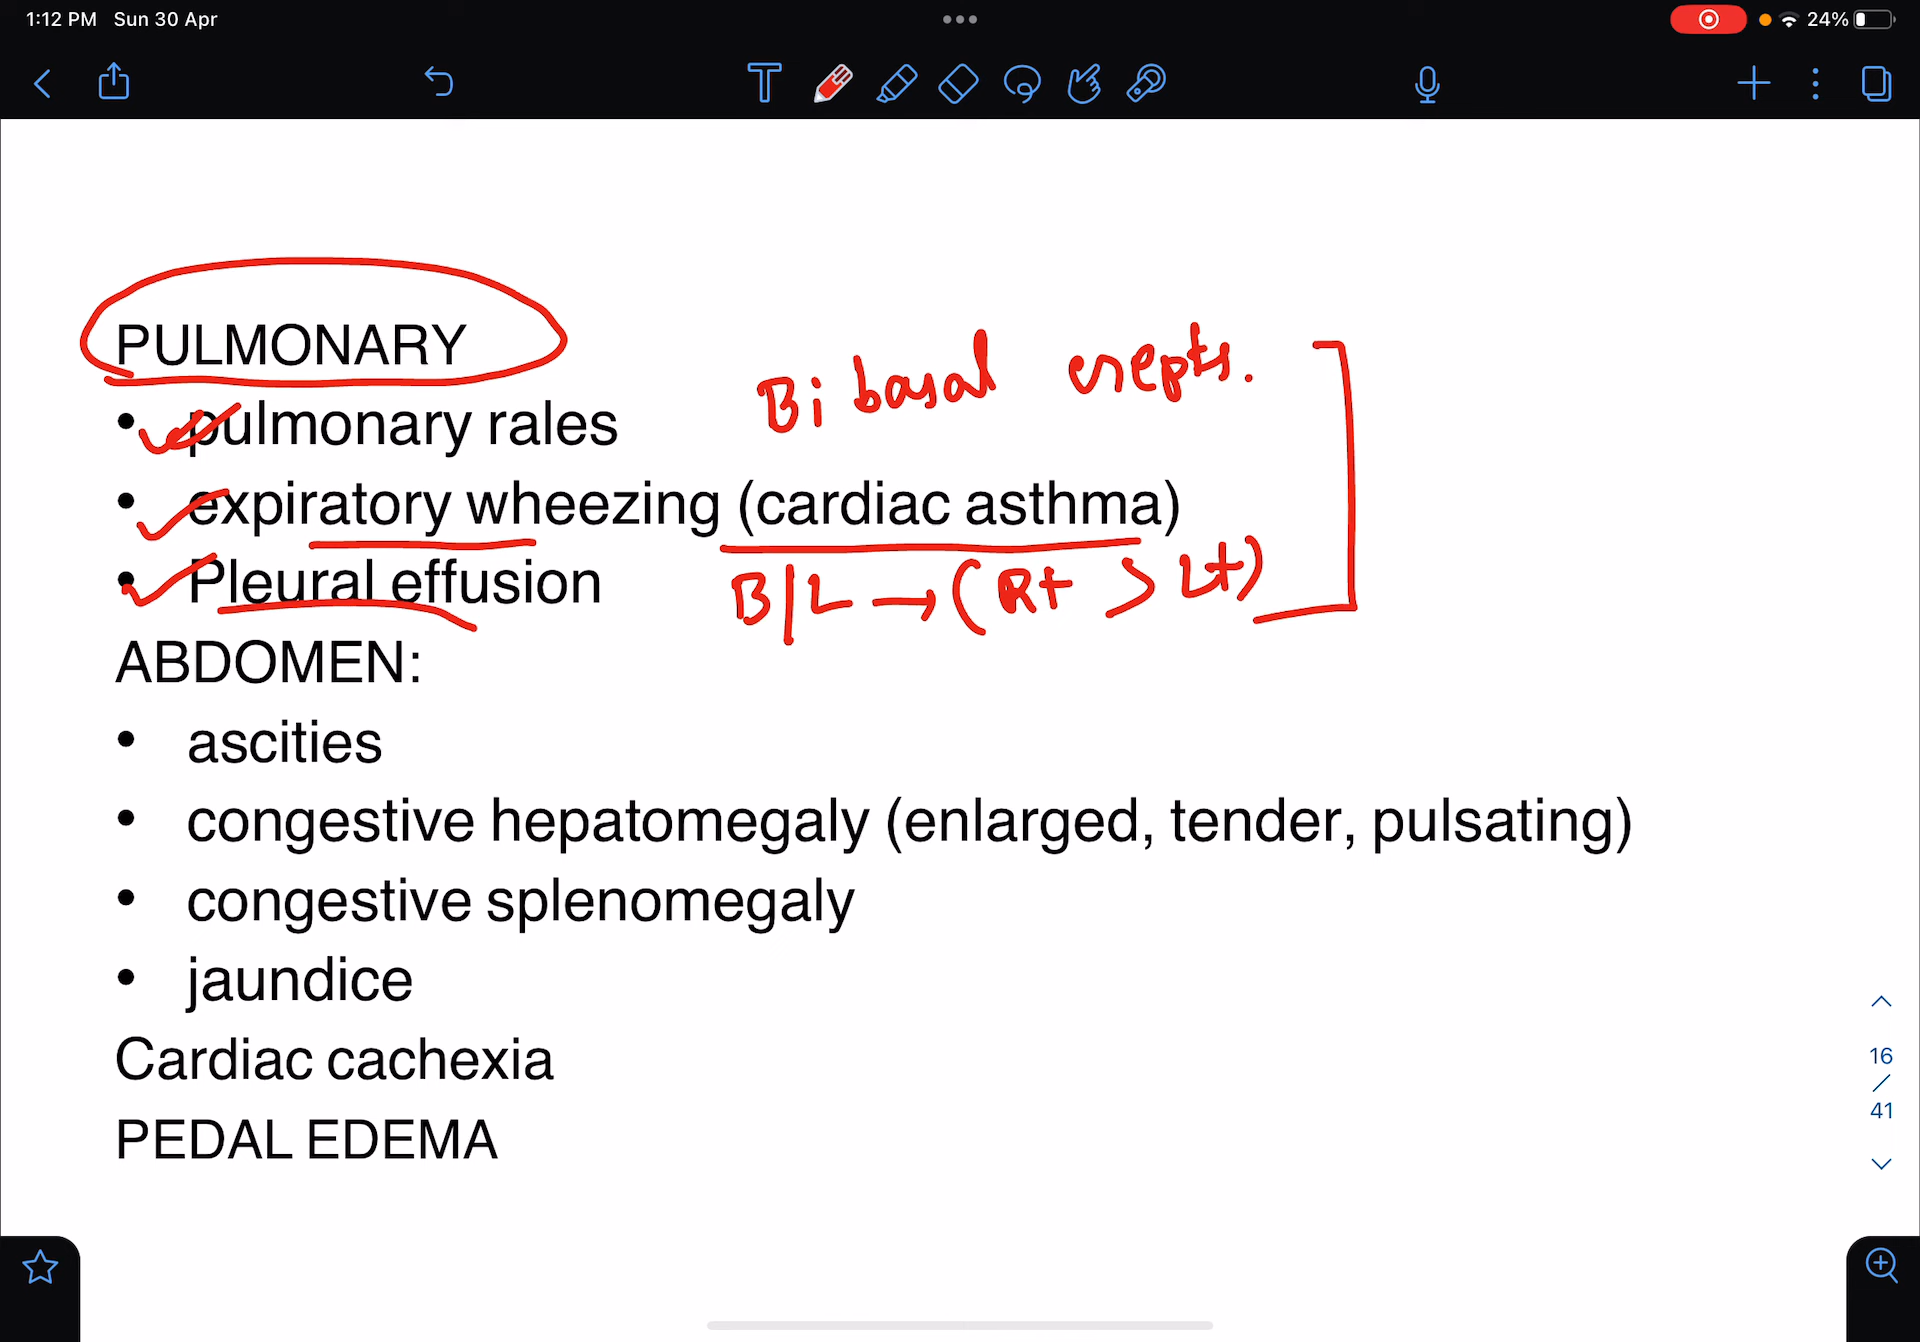 1:12 PM Sun 30 Apr
24%
PULMONARY
Bi basal crepts.
• pulmonary rales
• expiratory wheezing (cardiac asthma)
• Pleural effusion
B/L → (Rt > Lt)
ABDOMEN:
• ascities
• congestive hepatomegaly (enlarged, tender, pulsating)
• congestive splenomegaly
• jaundice
Cardiac cachexia
PEDAL EDEMA
16
/
41